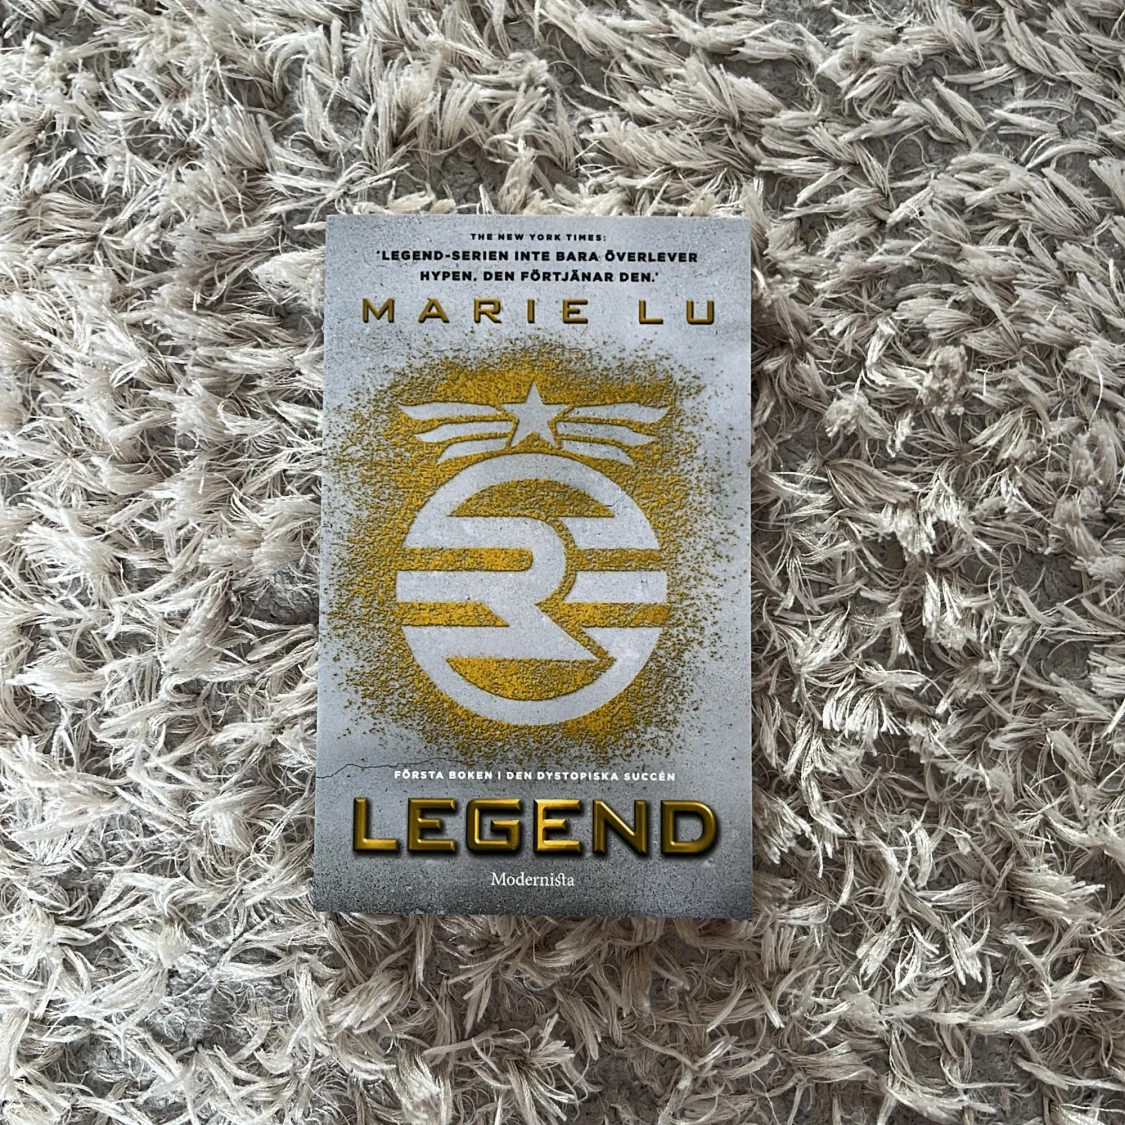 THE NEW YORK TIMES:
'LEGEND-SERIEN INTE BARA ÖVERLEVER
HYPEN. DEN FÖRTJÄNAR DEN.'
MARIE LU
R
FÖRSTA BOKEN I DEN DYSTOPISKA SUCCÉN
LEGEND
Modernista